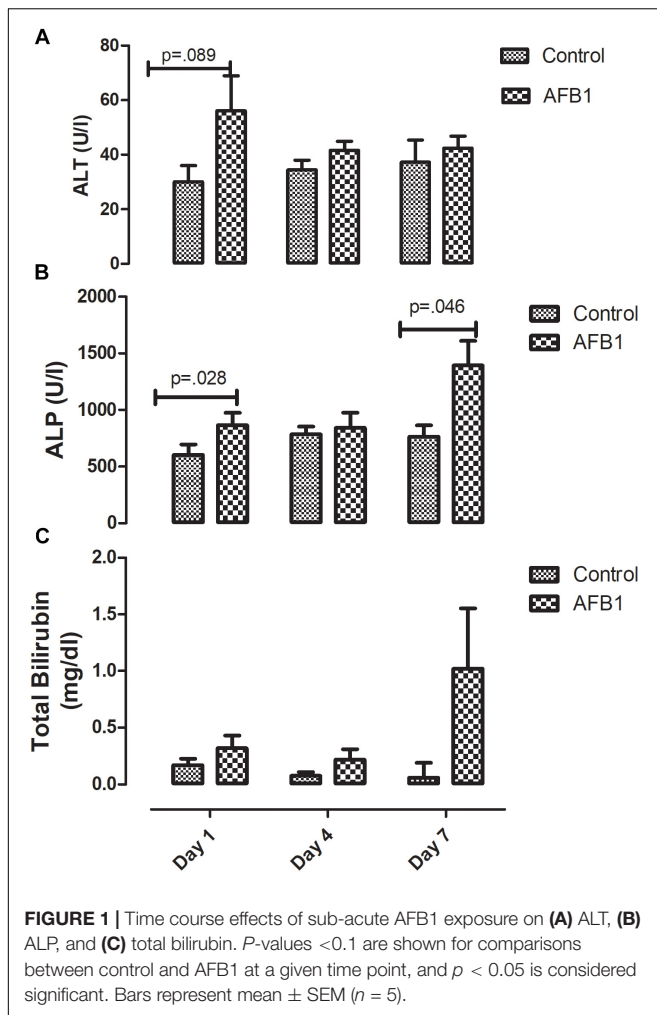 A
80
60
40
20
0
ALT (U/l)
p=.089
Control
AFB1
B
2000
1500
1000
500
0
ALP (U/l)
p=.028
p=.046
Control
AFB1
C
2.0
1.5
1.0
0.5
0.0
Total Bilirubin
(mg/dl)
Control
AFB1
Day 1
Day 4
Day 7
FIGURE 1 | Time course effects of sub-acute AFB1 exposure on (A) ALT, (B)
ALP, and (C) total bilirubin. P-values <0.1 are shown for comparisons
between control and AFB1 at a given time point, and p < 0.05 is considered
significant. Bars represent mean ± SEM (n = 5).